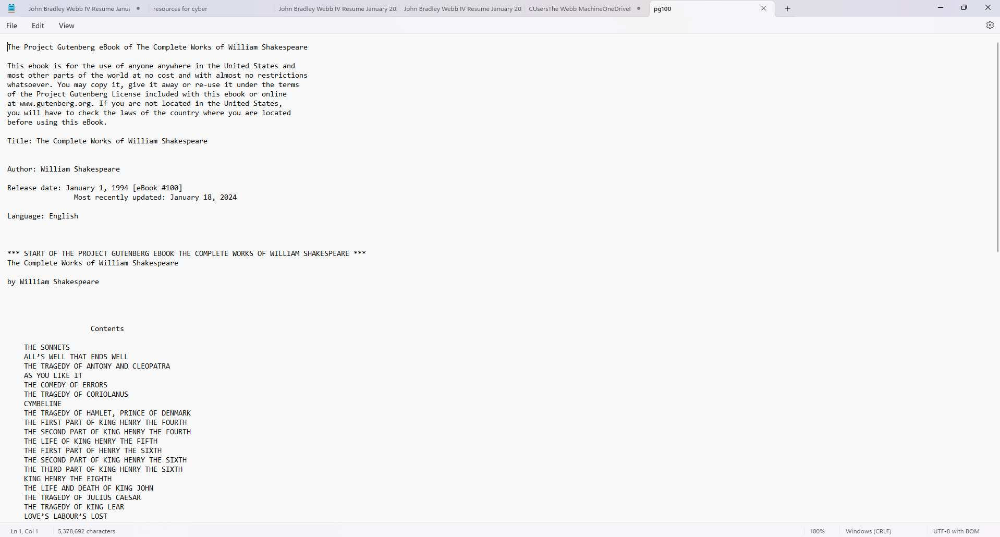 John Bradley Webb IV Resume Janua
resources for cyber
John Bradley Webb IV Resume January 20
John Bradley Webb IV Resume January 20
CUsersThe Webb MachineOneDrive
pg100
File
Edit
View
The Project Gutenberg eBook of The Complete Works of William Shakespeare
This ebook is for the use of anyone anywhere in the United States and
most other parts of the world at no cost and with almost no restrictions
whatsoever. You may copy it, give it away or re-use it under the terms
of the Project Gutenberg License included with this ebook or online
at www.gutenberg.org. If you are not located in the United States,
you will have to check the laws of the country where you are located
before using this eBook.
Title: The Complete Works of William Shakespeare
Author: William Shakespeare
Release date: January 1, 1994 [eBook #100]
Most recently updated: January 18, 2024
Language: English
*** START OF THE PROJECT GUTENBERG EBOOK THE COMPLETE WORKS OF WILLIAM SHAKESPEARE ***
The Complete Works of William Shakespeare
by William Shakespeare
Contents
THE SONNETS
ALL’S WELL THAT ENDS WELL
THE TRAGEDY OF ANTONY AND CLEOPATRA
AS YOU LIKE IT
THE COMEDY OF ERRORS
THE TRAGEDY OF CORIOLANUS
CYMBELINE
THE TRAGEDY OF HAMLET, PRINCE OF DENMARK
THE FIRST PART OF KING HENRY THE FOURTH
THE SECOND PART OF KING HENRY THE FOURTH
THE LIFE OF KING HENRY THE FIFTH
THE FIRST PART OF HENRY THE SIXTH
THE SECOND PART OF KING HENRY THE SIXTH
THE THIRD PART OF KING HENRY THE SIXTH
KING HENRY THE EIGHTH
THE LIFE AND DEATH OF KING JOHN
THE TRAGEDY OF JULIUS CAESAR
THE TRAGEDY OF KING LEAR
LOVE’S LABOUR’S LOST
Ln 1, Col 1
5,378,692 characters
100%
Windows (CRLF)
UTF-8 with BOM